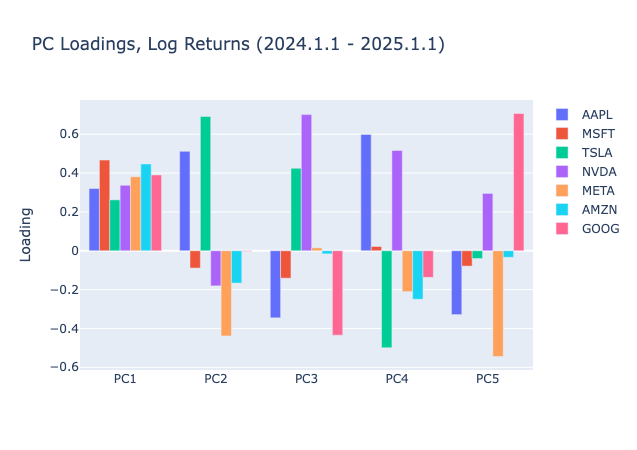 PC Loadings, Log Returns (2024.1.1 - 2025.1.1)
AAPL
MSFT
TSLA
NVDA
META
AMZN
GOOG
Loading
0.6
0.4
0.2
0
−0.2
−0.4
−0.6
PC1 PC2 PC3 PC4 PC5